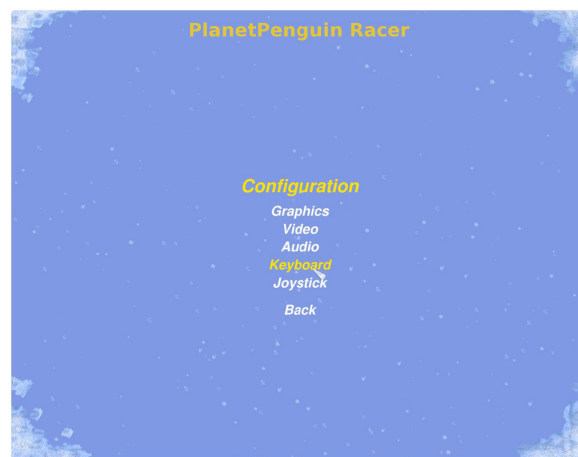 PlanetPenguin Racer
Configuration
Graphics
Video
Audio
Keyboard
Joystick
Back